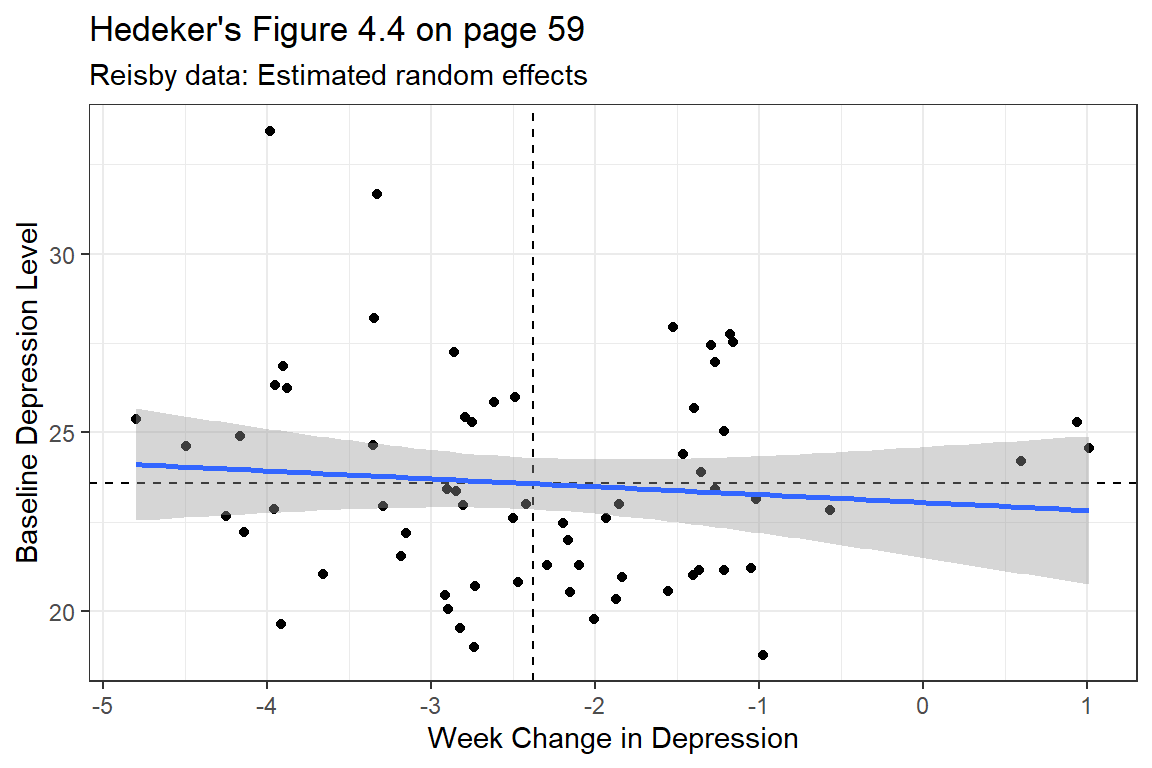 Hedeker's Figure 4.4 on page 59
Reisby data: Estimated random effects
Baseline Depression Level
30
25
20
-5 -4 -3 -2 -1 0 1
Week Change in Depression